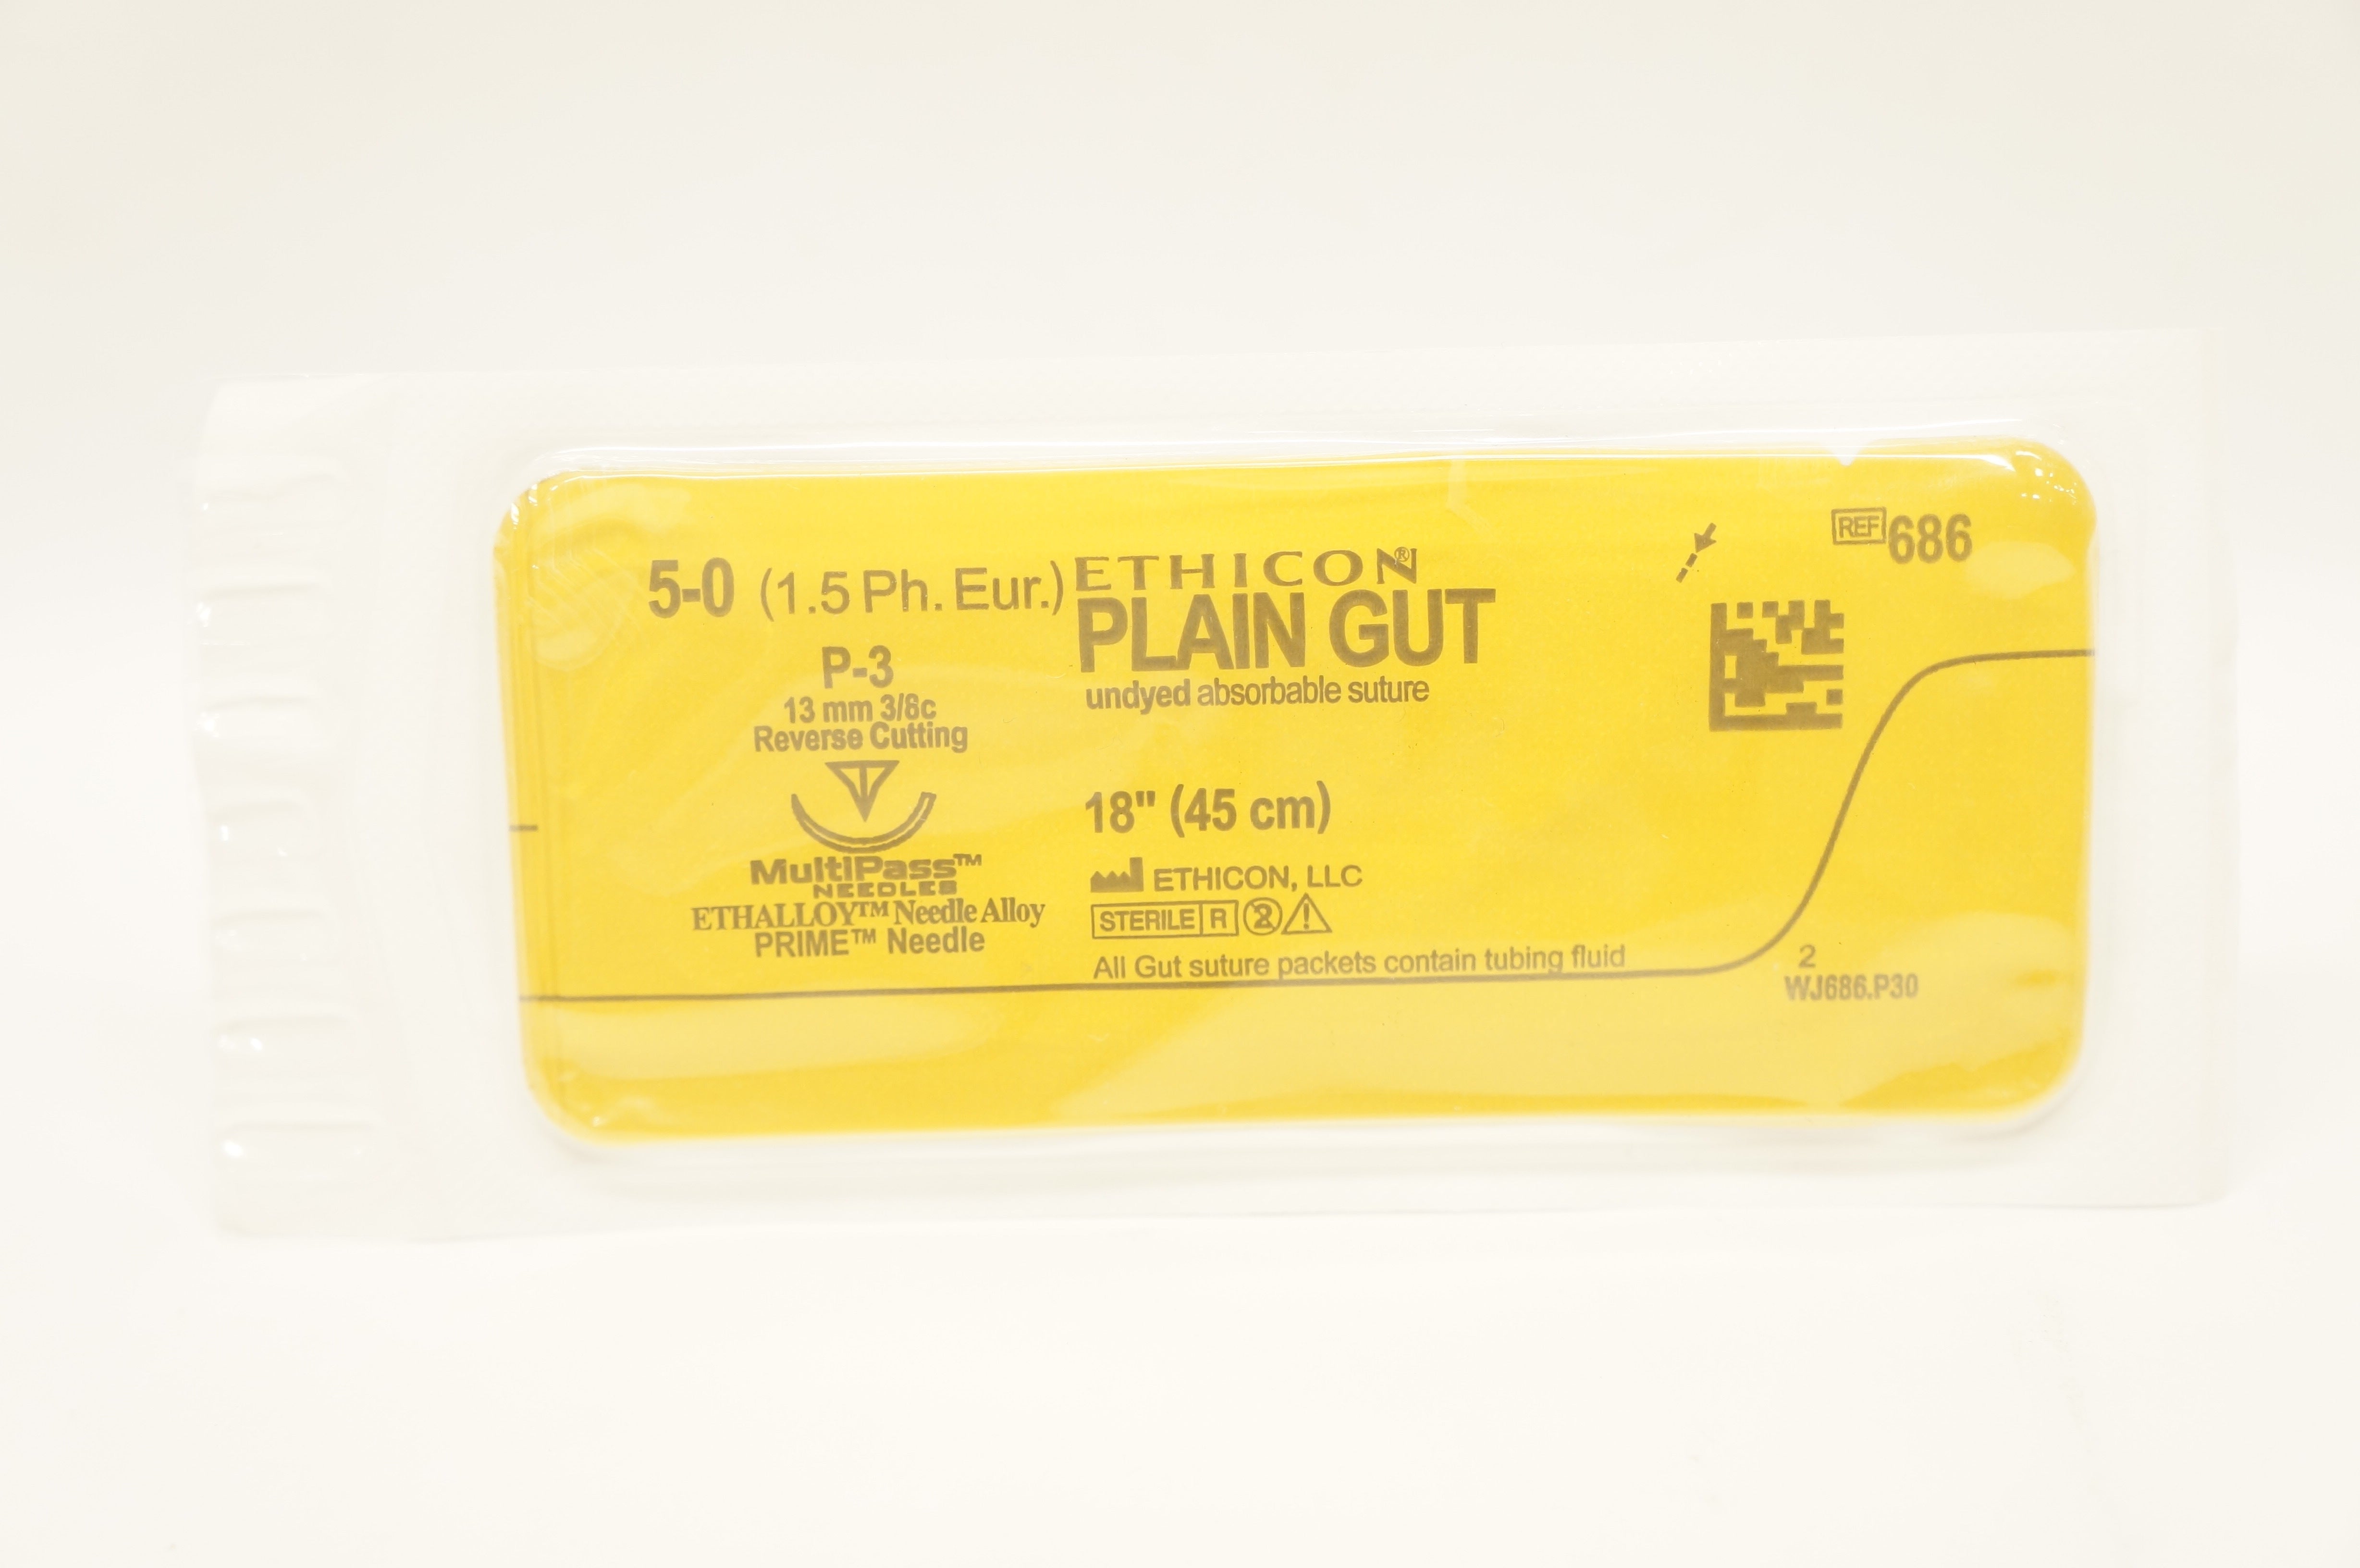 5-0 (1.5 Ph. Eur.)
P-3
13 mm 3/8c
Reverse Cutting
MultiPass™
NEEDLES
ETHALLOY™ Needle Alloy
PRIME™ Needle
ETHICON®
PLAIN GUT
undyed absorbable suture
18" (45 cm)
ETHICON, LLC
STERILE R 2 !
All Gut suture packets contain tubing fluid
REF 686
2
WJ686.P30